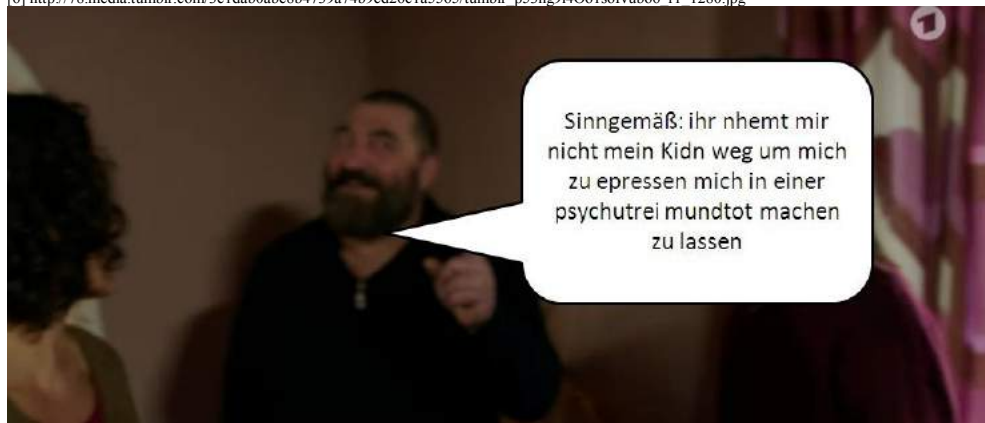 Sinngemäß: ihr nhemt mir
nicht mein Kidn weg um mich
zu epressen mich in einer
psychutrei mundtot machen
zu lassen